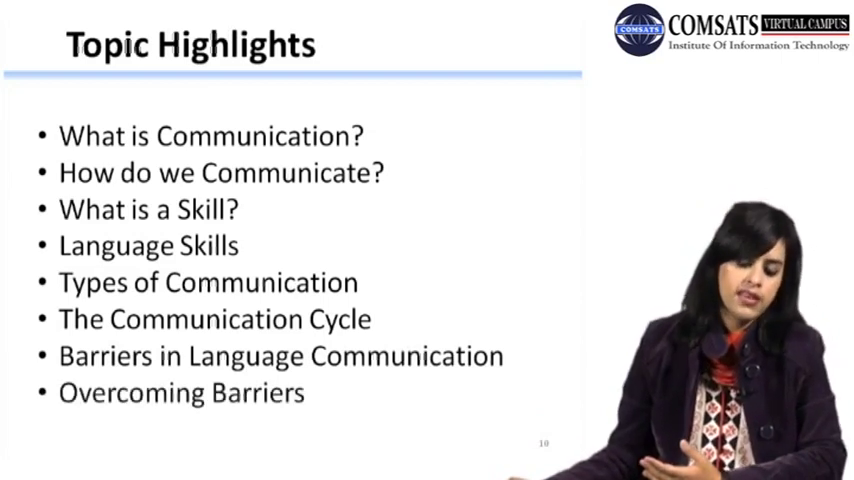 Topic Highlights
COMSATS VIRTUAL CAMPUS
Institute Of Information Technology
COMSATS
• What is Communication?
• How do we Communicate?
• What is a Skill?
• Language Skills
• Types of Communication
• The Communication Cycle
• Barriers in Language Communication
• Overcoming Barriers
10